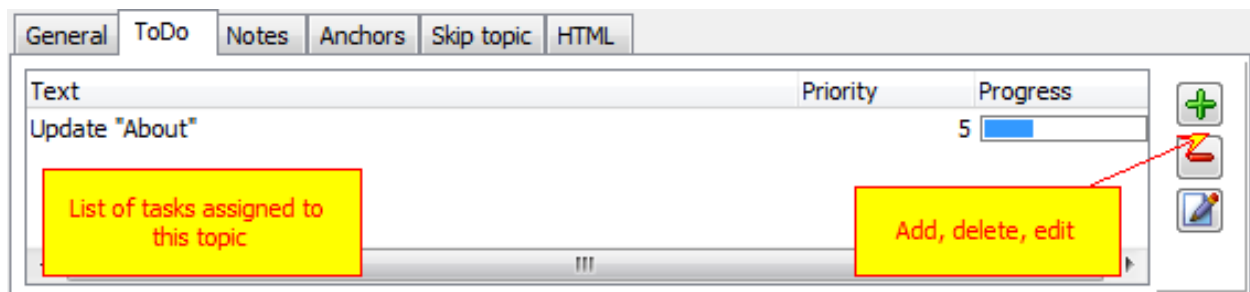 General ToDo Notes Anchors Skip topic HTML
Text Priority Progress
Update "About" 5
List of tasks assigned to
this topic
Add, delete, edit